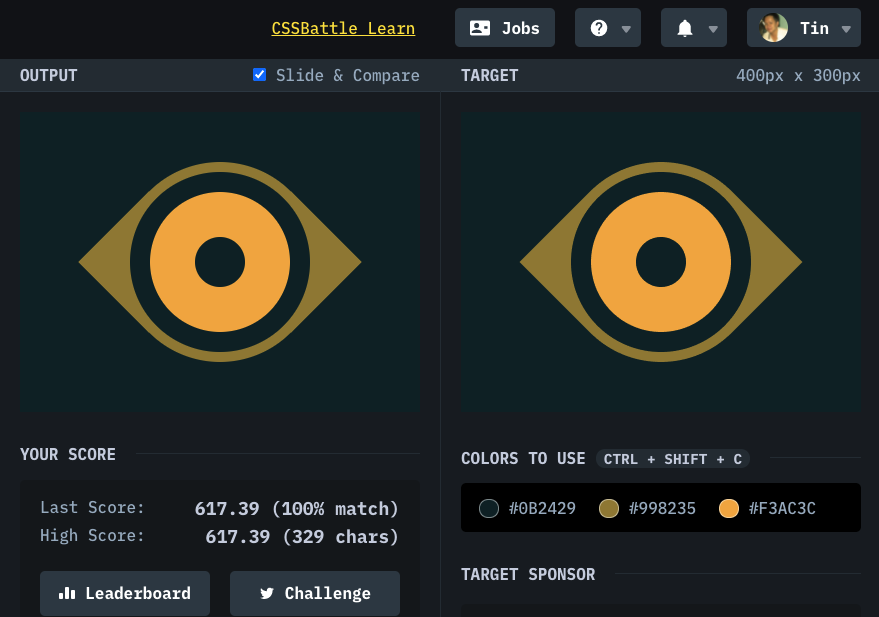 CSSBattle Learn Jobs Tin
OUTPUT Slide & Compare TARGET 400px x 300px
YOUR SCORE
COLORS TO USE CTRL + SHIFT + C
Last Score: 617.39 (100% match)
High Score: 617.39 (329 chars)
#0B2429 #998235 #F3AC3C
TARGET SPONSOR
Leaderboard Challenge